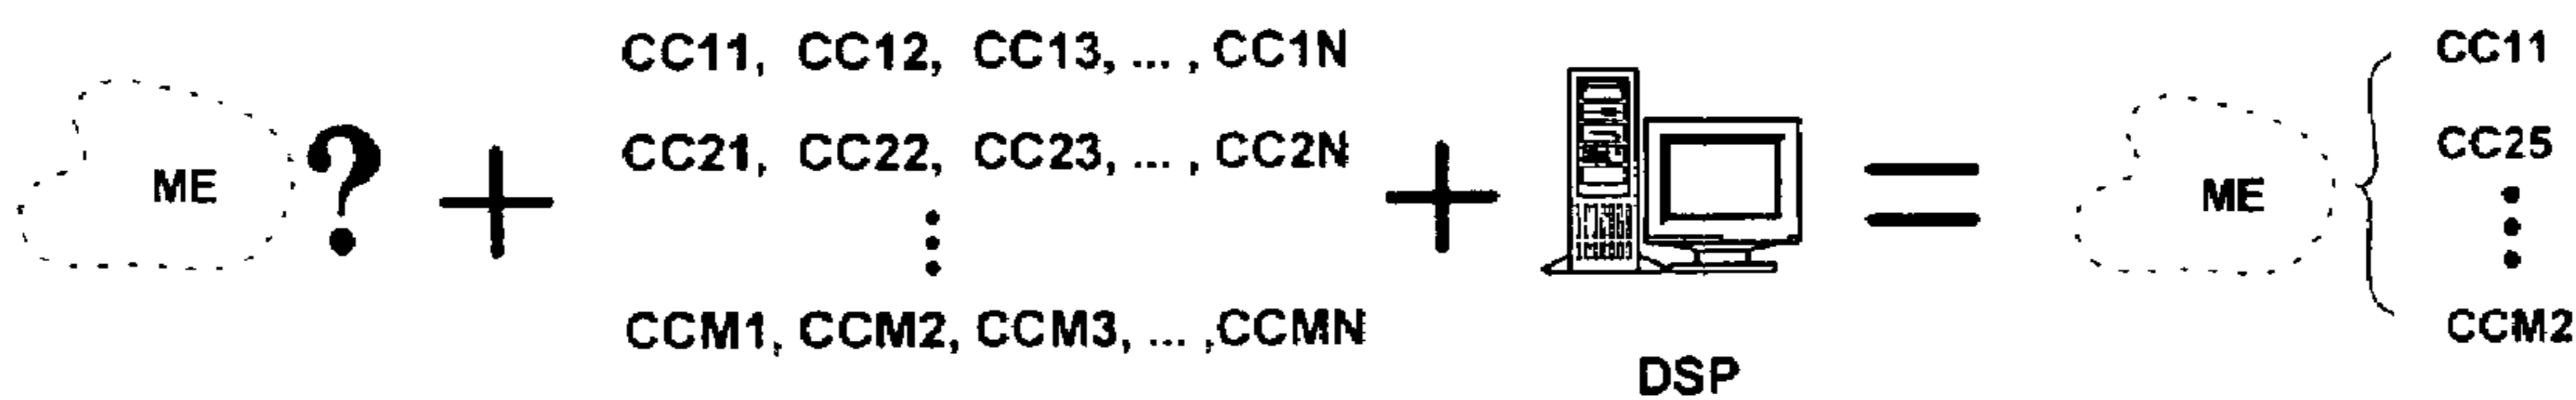 CC11, CC12, CC13, ... , CC1N
CC21, CC22, CC23, ... , CC2N
CCM1, CCM2, CCM3, ... ,CCMN
ME ? +
+
DSP
=
ME
CC11
CC25
CCM2